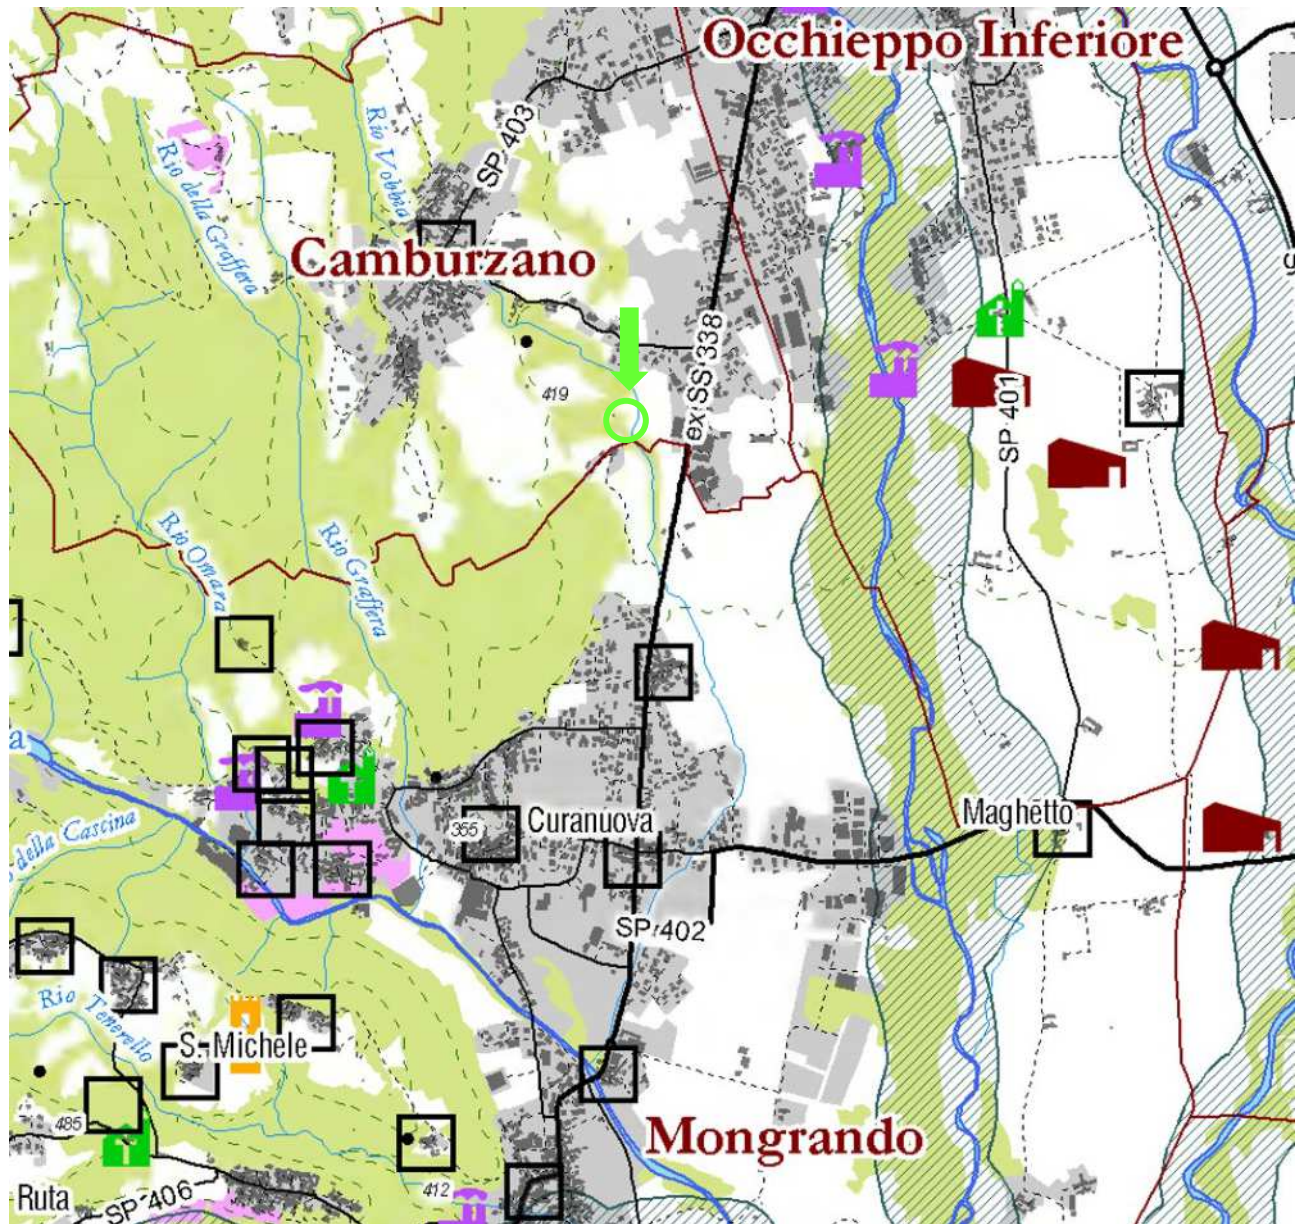 Occhieppo Inferiore
SP 403
Rio Vobbia
Rio della Graffera
Camburzano
ex SS 338
419
SP 401
Rio Omara
Rio Graffera
a
355
Curanuova
Maghetto
della Cascina
SP 402
Rio Tenerello
S. Michele
485
Mongrando
412
Ruta
SP 406